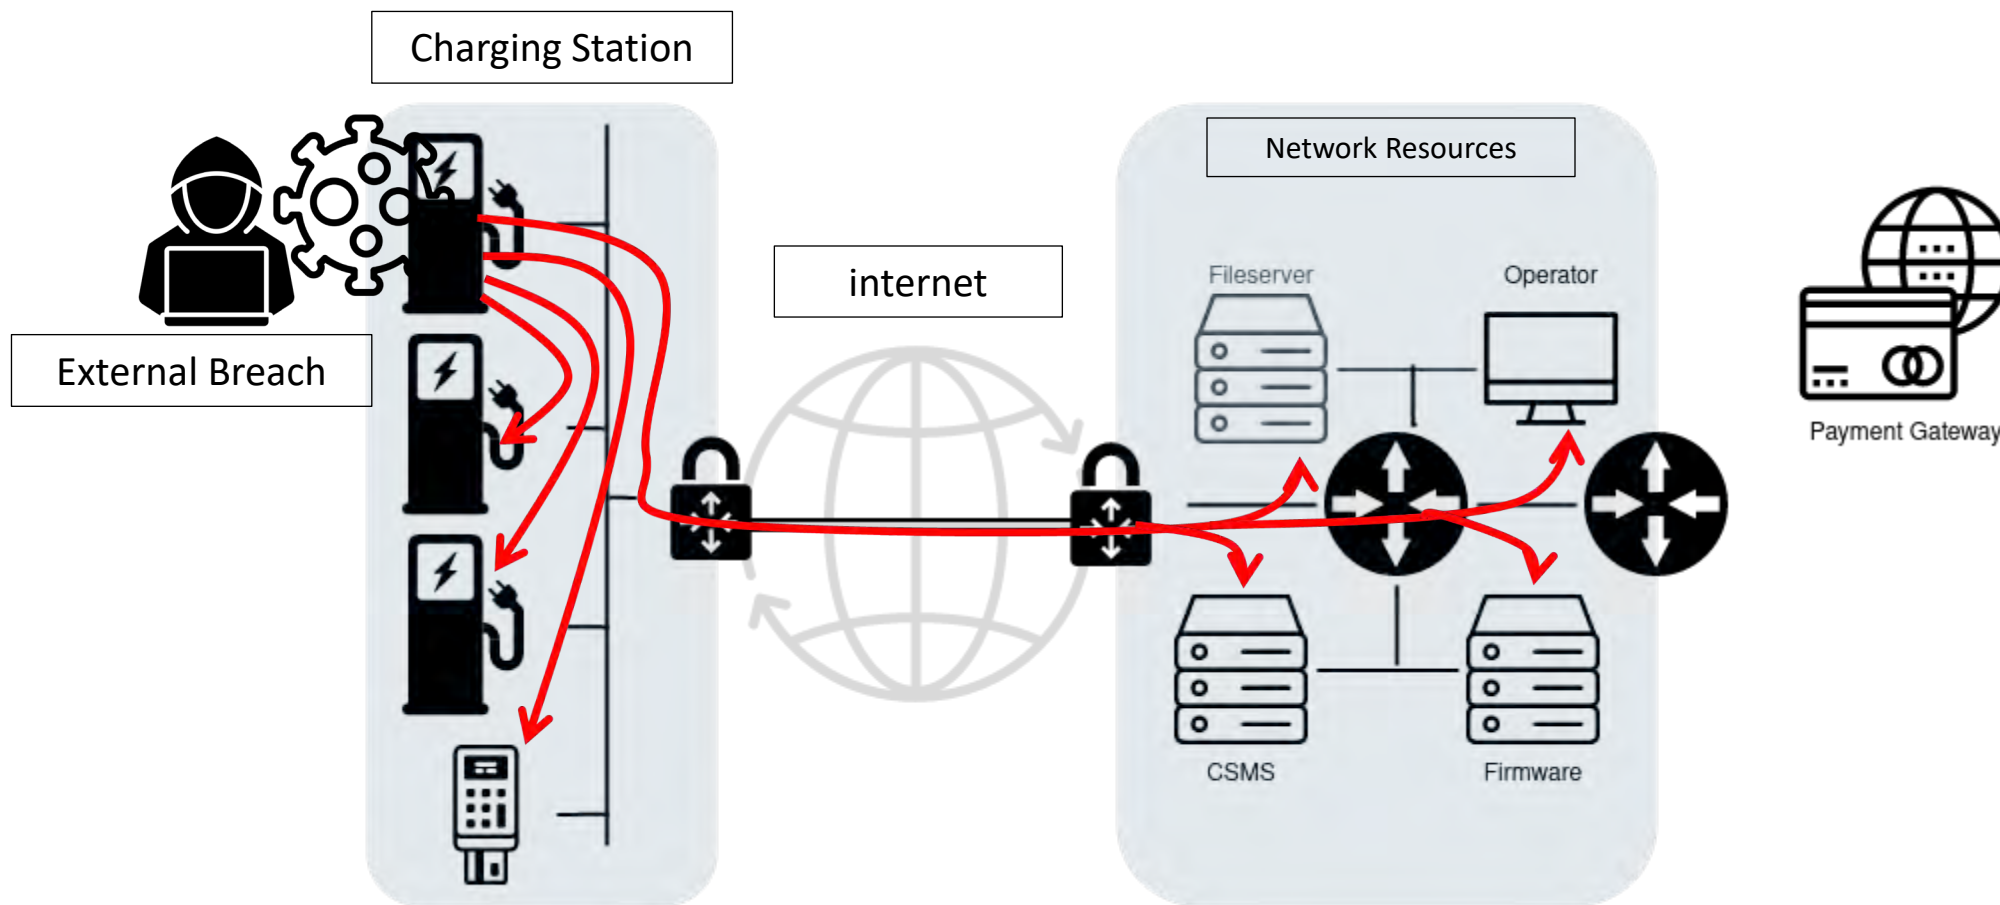 Charging Station
Network Resources
internet
Fileserver
Operator
External Breach
Payment Gateway
CSMS
Firmware